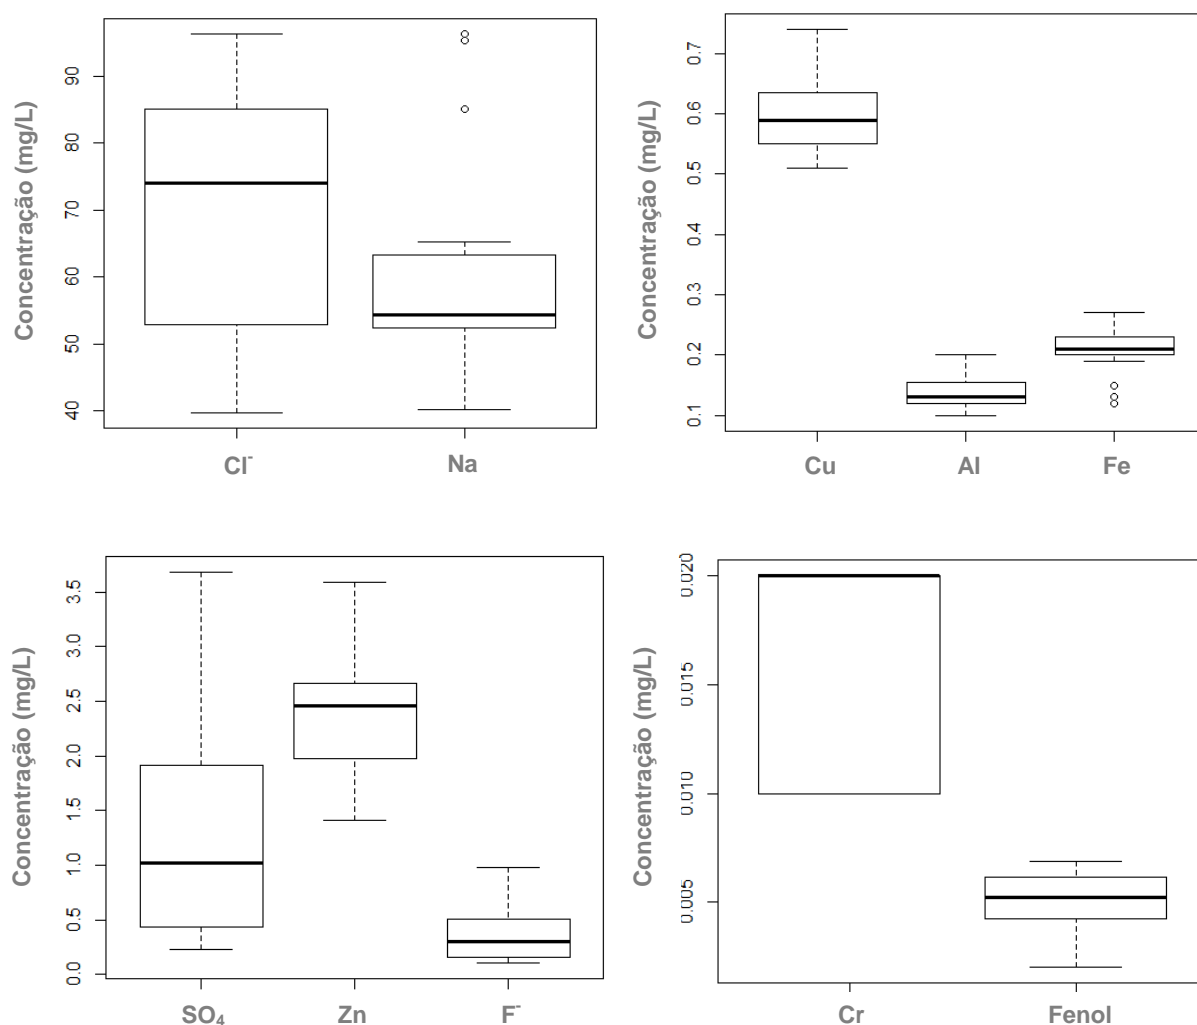 Concentração (mg/L)
90
80
70
60
50
40
Cl⁻
Na
Concentração (mg/L)
0.7
0.6
0.5
0.4
0.3
0.2
0.1
Cu
Al
Fe
Concentração (mg/L)
3.5
3.0
2.5
2.0
1.5
1.0
0.5
0.0
SO₄
Zn
F⁻
Concentração (mg/L)
0.020
0.015
0.010
0.005
Cr
Fenol